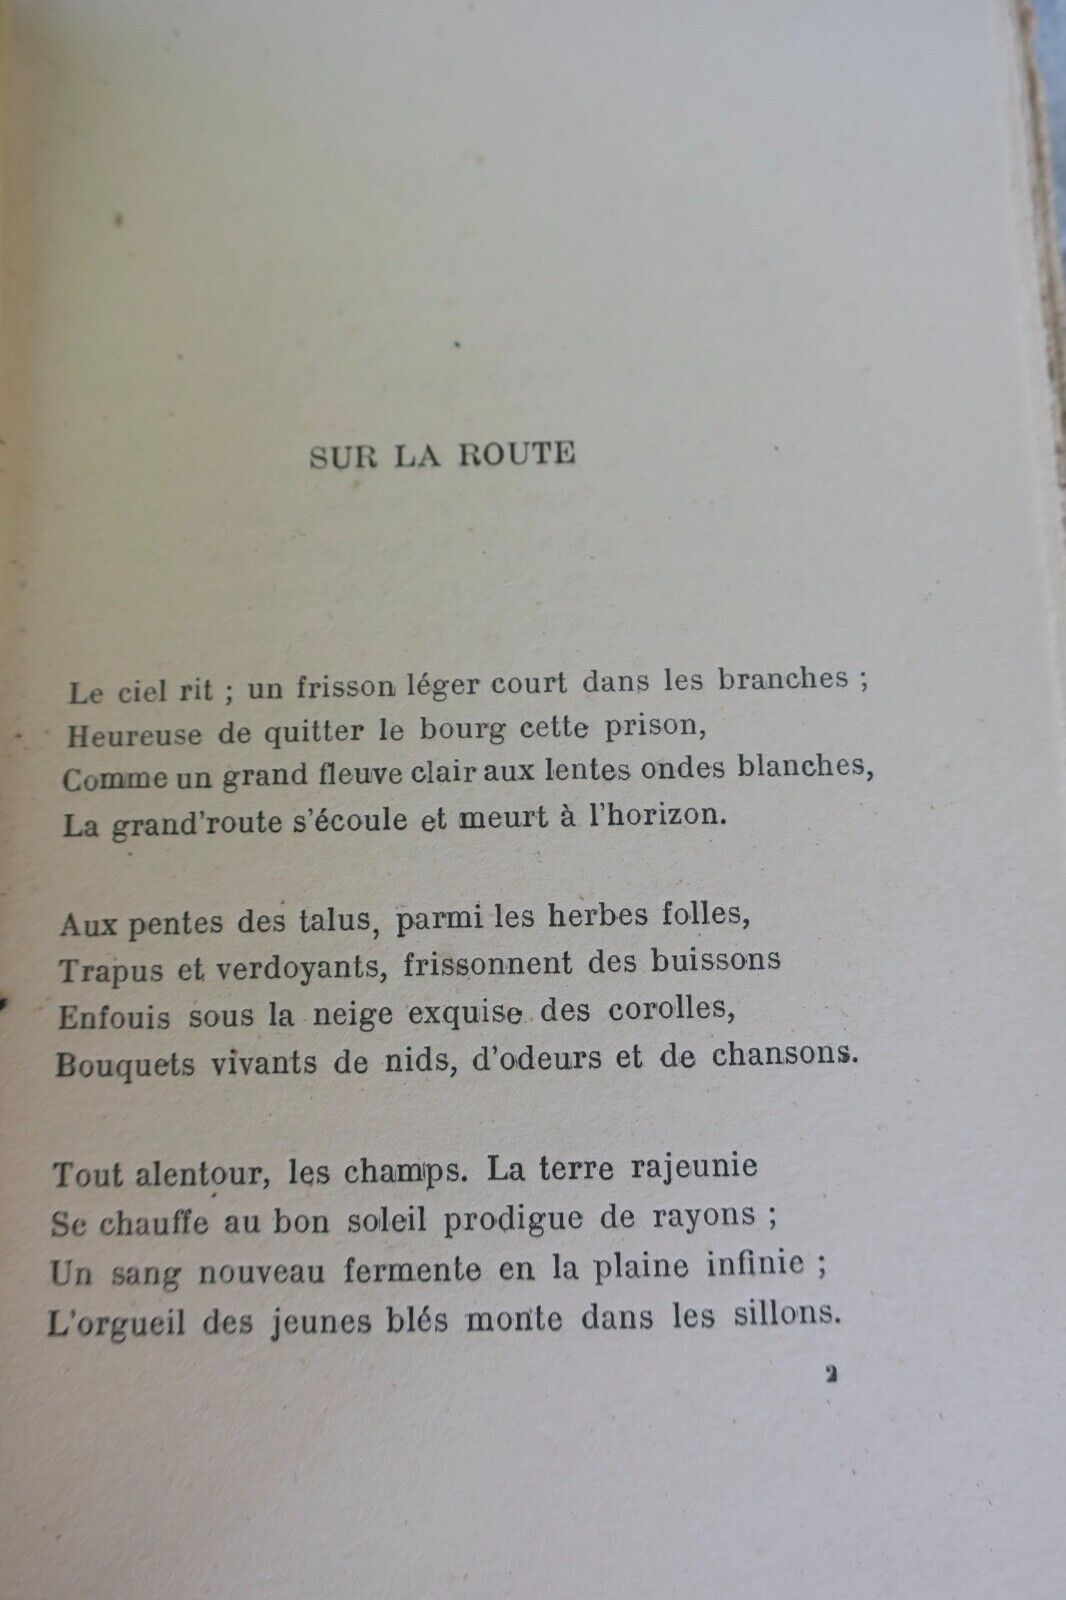 SUR LA ROUTE
Le ciel rit ; un frisson léger court dans les branches ;
Heureuse de quitter le bourg cette prison,
Comme un grand fleuve clair aux lentes ondes blanches,
La grand'route s'écoule et meurt à l'horizon.
Aux pentes des talus, parmi les herbes folles,
Trapus et verdoyants, frissonnent des buissons
Enfouis sous la neige exquise des corolles,
Bouquets vivants de nids, d'odeurs et de chansons.
Tout alentour, les champs. La terre rajeunie
Se chauffe au bon soleil prodigue de rayons ;
Un sang nouveau fermente en la plaine infinie ;
L'orgueil des jeunes blés monte dans les sillons.
2